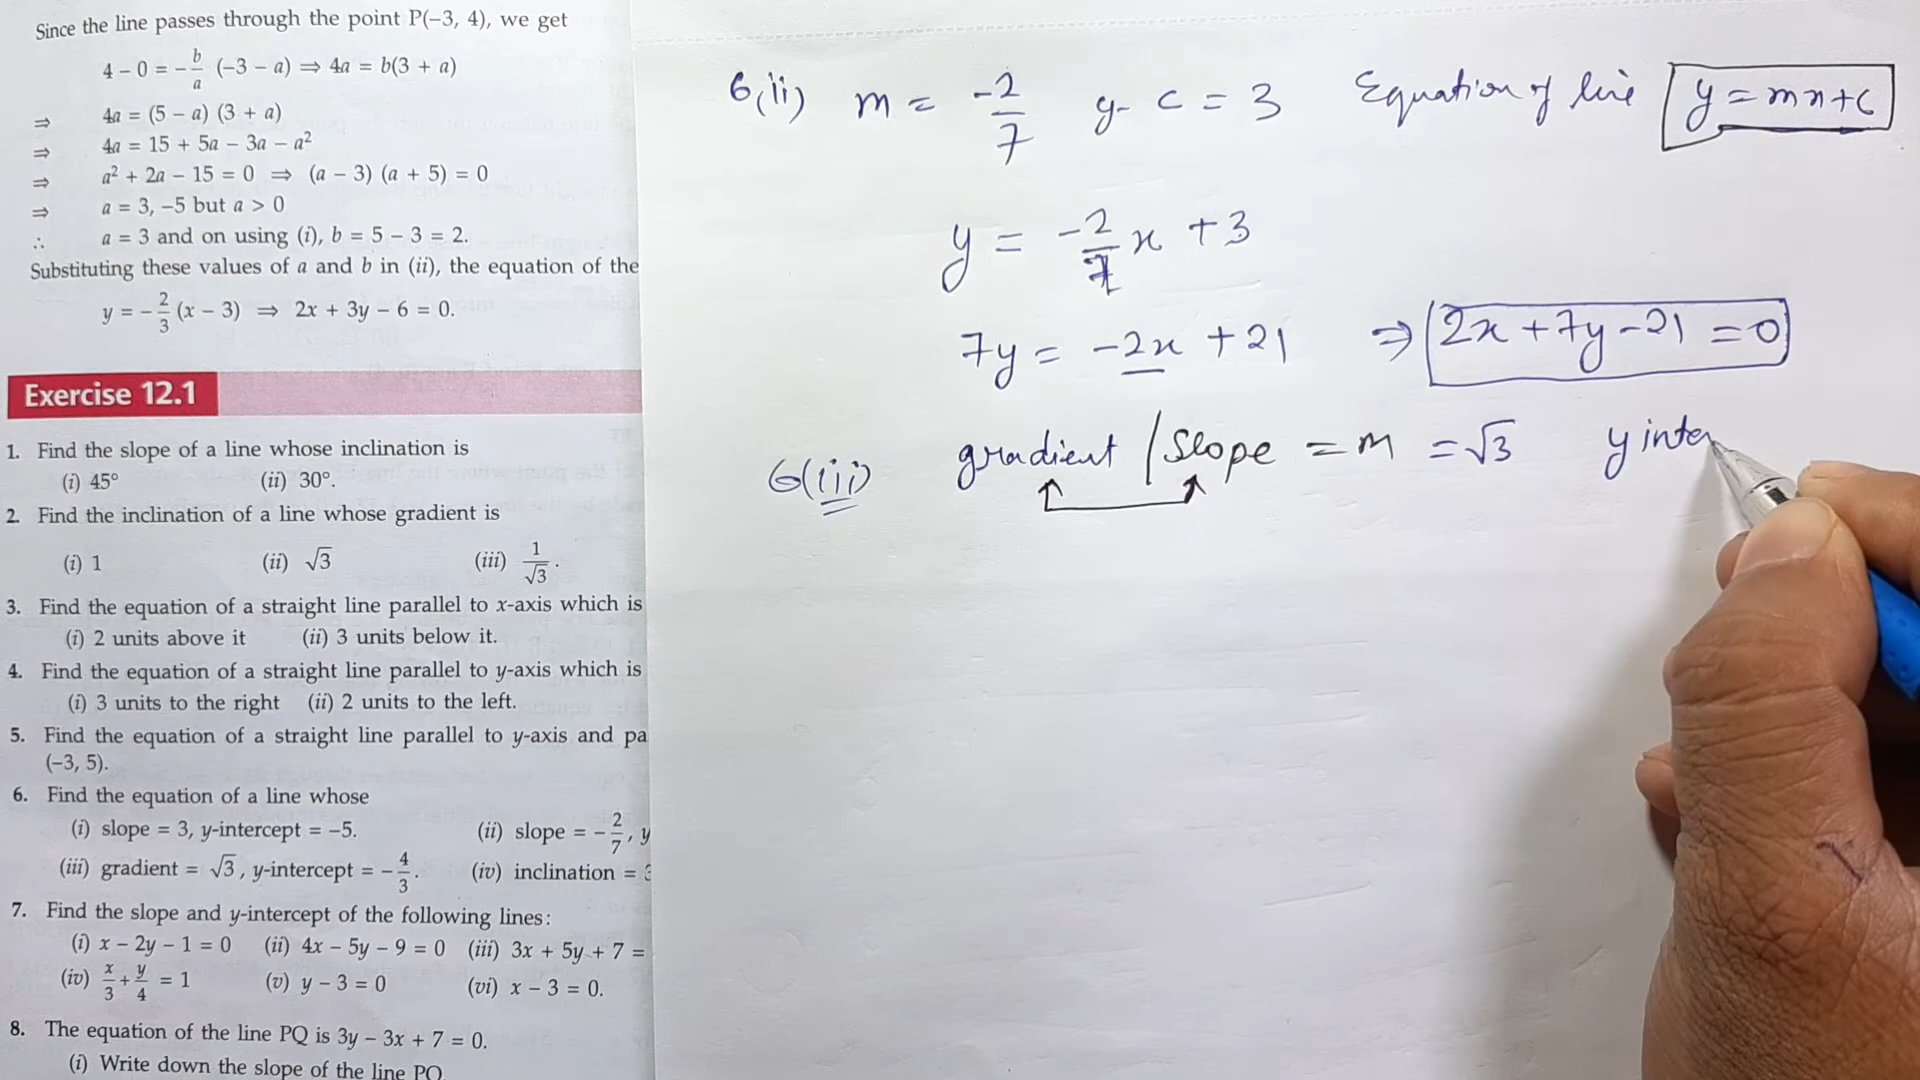 Since the line passes through the point P(−3, 4), we get
4 − 0 = −b/a (−3 − a) ⇒ 4a = b(3 + a)
⇒ 4a = (5 − a) (3 + a)
⇒ 4a = 15 + 5a − 3a − a²
⇒ a² + 2a − 15 = 0 ⇒ (a − 3) (a + 5) = 0
⇒ a = 3, −5 but a > 0
∴ a = 3 and on using (i), b = 5 − 3 = 2.
Substituting these values of a and b in (ii), the equation of the
y = −2/3 (x − 3) ⇒ 2x + 3y − 6 = 0.
Exercise 12.1
1. Find the slope of a line whose inclination is
(i) 45° (ii) 30°.
2. Find the inclination of a line whose gradient is
(i) 1 (ii) √3 (iii) 1/√3.
3. Find the equation of a straight line parallel to x-axis which is
(i) 2 units above it (ii) 3 units below it.
4. Find the equation of a straight line parallel to y-axis which is
(i) 3 units to the right (ii) 2 units to the left.
5. Find the equation of a straight line parallel to y-axis and pa
(−3, 5).
6. Find the equation of a line whose
(i) slope = 3, y-intercept = −5. (ii) slope = −2/7, y
(iii) gradient = √3, y-intercept = −4/3. (iv) inclination =
7. Find the slope and y-intercept of the following lines:
(i) x − 2y − 1 = 0 (ii) 4x − 5y − 9 = 0 (iii) 3x + 5y + 7 =
(iv) x/3 + y/4 = 1 (v) y − 3 = 0 (vi) x − 3 = 0.
8. The equation of the line PQ is 3y − 3x + 7 = 0.
(i) Write down the slope of the line PQ.
6(ii) m = -2/7 y- c = 3 Equation of line y = mx+c
y = -2/7 x + 3
7y = -2x + 21 ⇒ 2x + 7y - 21 = 0
6(iii) gradient / slope = m = √3 y inter